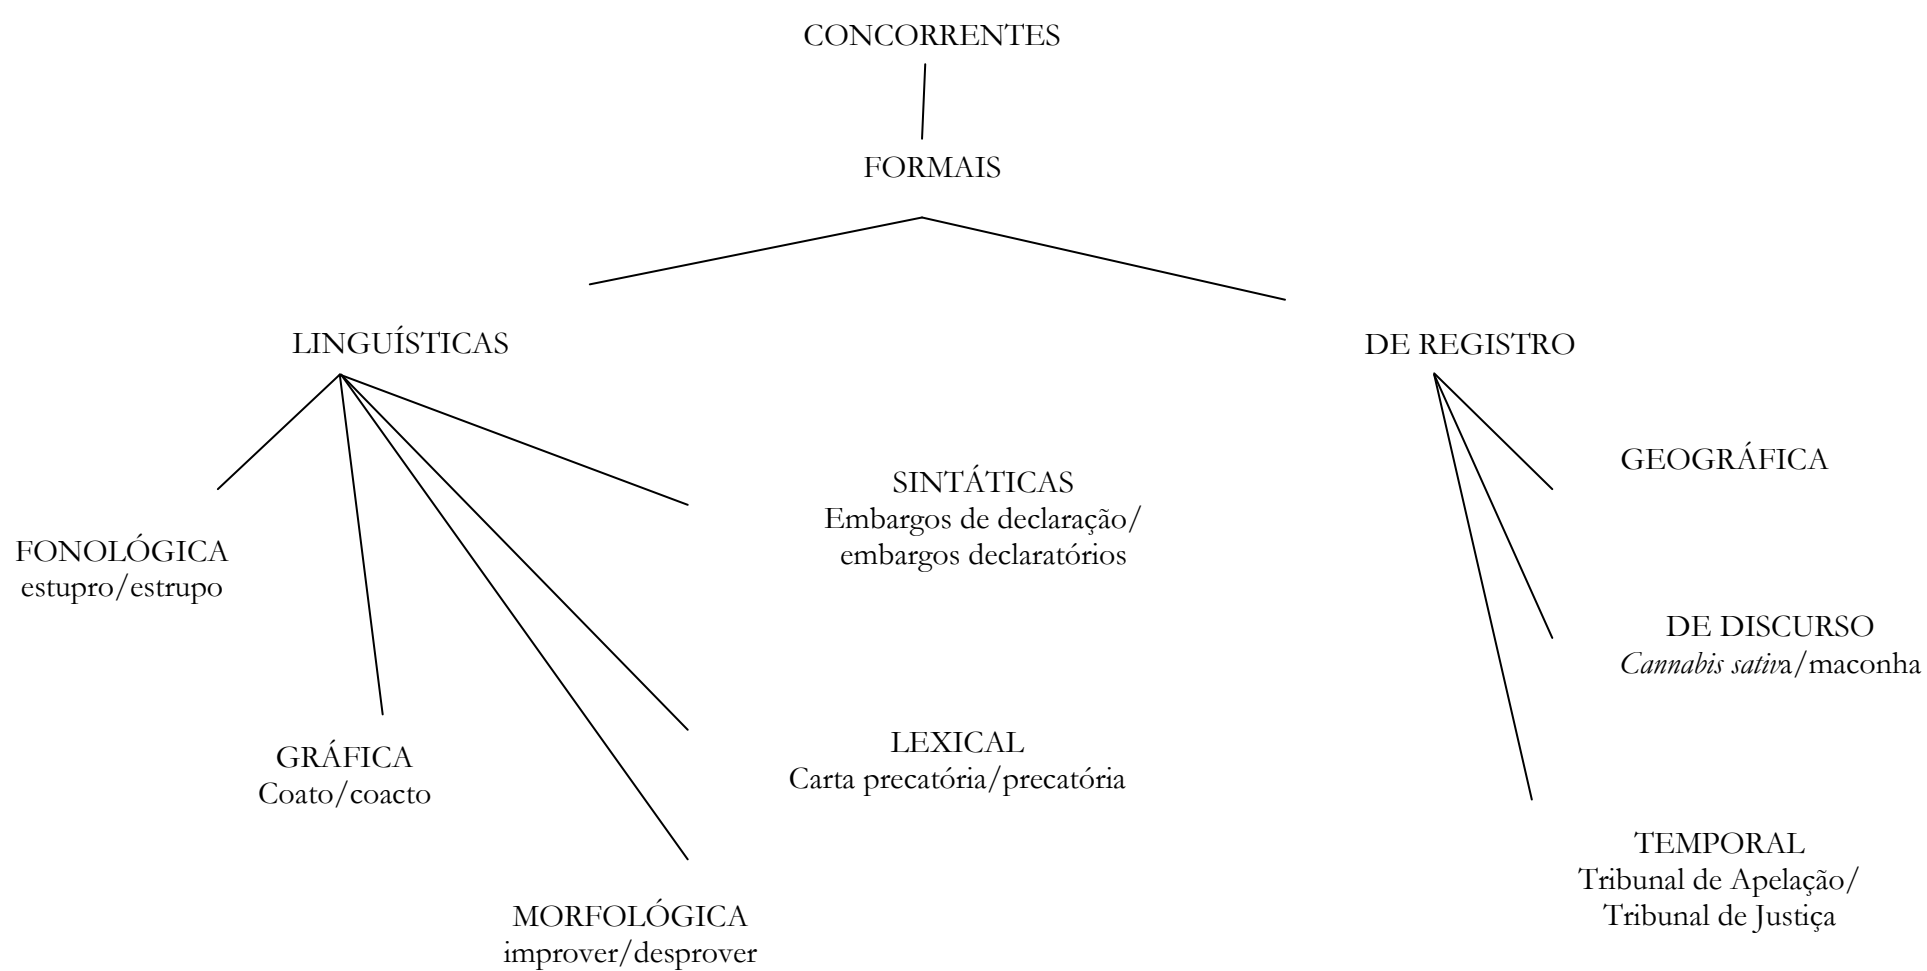 CONCORRENTES
FORMAIS
LINGUÍSTICAS
DE REGISTRO
FONOLÓGICA
estupro/estrupo
GRÁFICA
Coato/coacto
MORFOLÓGICA
improver/desprover
LEXICAL
Carta precatória/precatória
SINTÁTICAS
Embargos de declaração/
embargos declaratórios
GEOGRÁFICA
DE DISCURSO
Cannabis sativa/maconha
TEMPORAL
Tribunal de Apelação/
Tribunal de Justiça